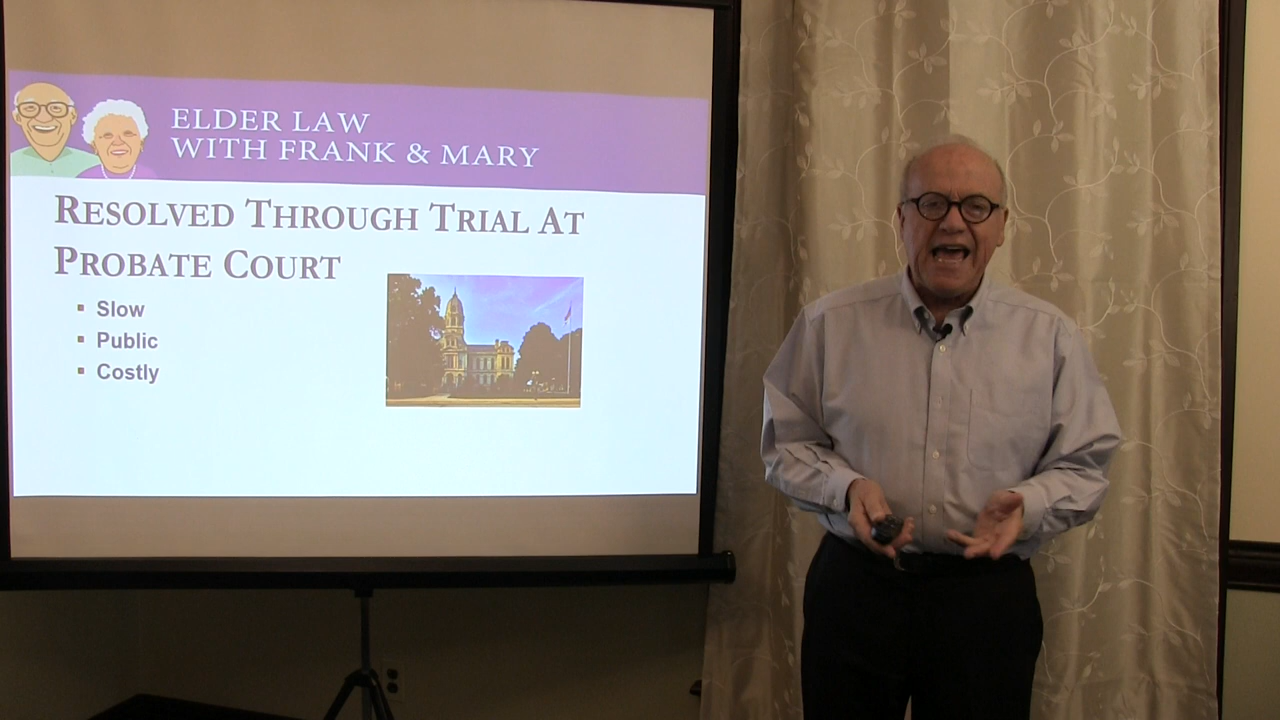 ELDER LAW
WITH FRANK & MARY
RESOLVED THROUGH TRIAL AT
PROBATE COURT
Slow
Public
Costly